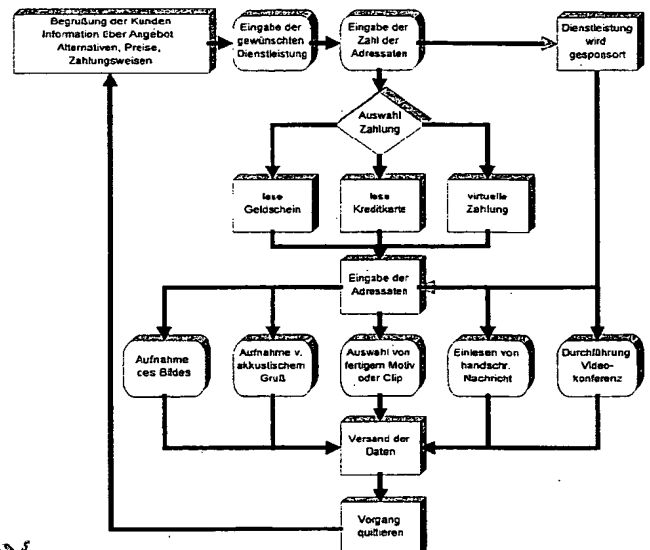 Begrußung der Kunden
Information über Angebot
Alternativen, Preise,
Zahlungsweisen
Eingabe der
gewünschten
Dienstleistung
Eingabe der
Zahl der
Adressaten
Dienstleistung
wird
gesponsort
Auswahl
Zahlung
lese
Geldschein
lese
Kreditkarte
virtuelle
Zahlung
Eingabe der
Adressaten
Aufnahme
des Bildes
Aufnahme v.
akkustischem
Gruß
Auswahl von
fertigem Motiv
oder Clip
Einlesen von
handschr.
Nachricht
Durchführung
Video-
konferenz
Versand der
Daten
Vorgang
quittieren